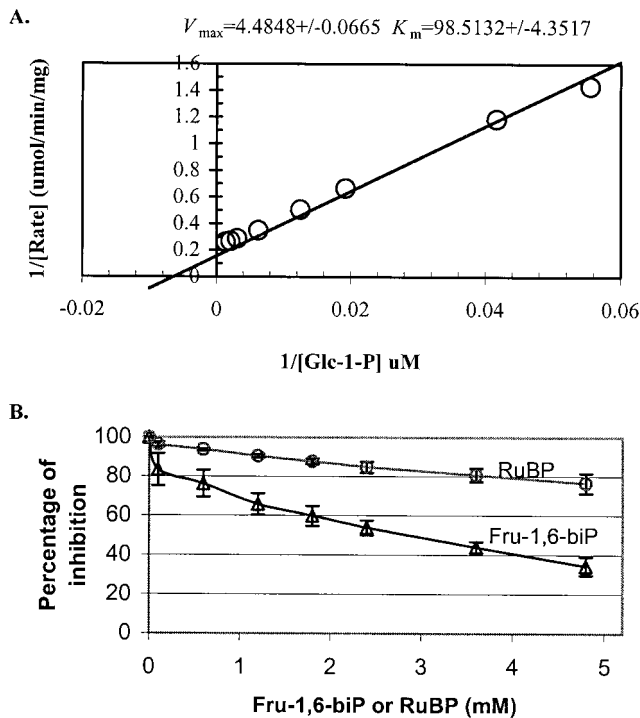 A.
Vmax=4.4848+/-0.0665 Km=98.5132+/-4.3517
1/[Rate] (umol/min/mg)
1.6
1.4
1.2
1.0
0.8
0.6
0.4
0.2
0
-0.02
0
0.02
0.04
0.06
1/[Glc-1-P] uM
B.
Percentage of
inhibition
100
80
60
40
20
0
RuBP
Fru-1,6-biP
0
1
2
3
4
5
Fru-1,6-biP or RuBP (mM)